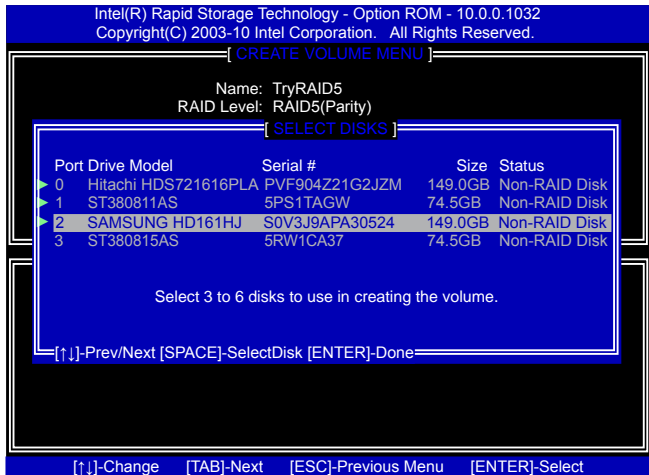 Intel(R) Rapid Storage Technology - Option ROM - 10.0.0.1032
Copyright(C) 2003-10 Intel Corporation. All Rights Reserved.
[ CREATE VOLUME MENU ]
Name: TryRAID5
RAID Level: RAID5(Parity)
[ SELECT DISKS ]
Port Drive Model Serial # Size Status
0 Hitachi HDS721616PLA PVF904Z21G2JZM 149.0GB Non-RAID Disk
1 ST380811AS 5PS1TAGW 74.5GB Non-RAID Disk
2 SAMSUNG HD161HJ S0V3J9APA30524 149.0GB Non-RAID Disk
3 ST380815AS 5RW1CA37 74.5GB Non-RAID Disk
Select 3 to 6 disks to use in creating the volume.
[↑↓]-Prev/Next [SPACE]-SelectDisk [ENTER]-Done
[↑↓]-Change [TAB]-Next [ESC]-Previous Menu [ENTER]-Select